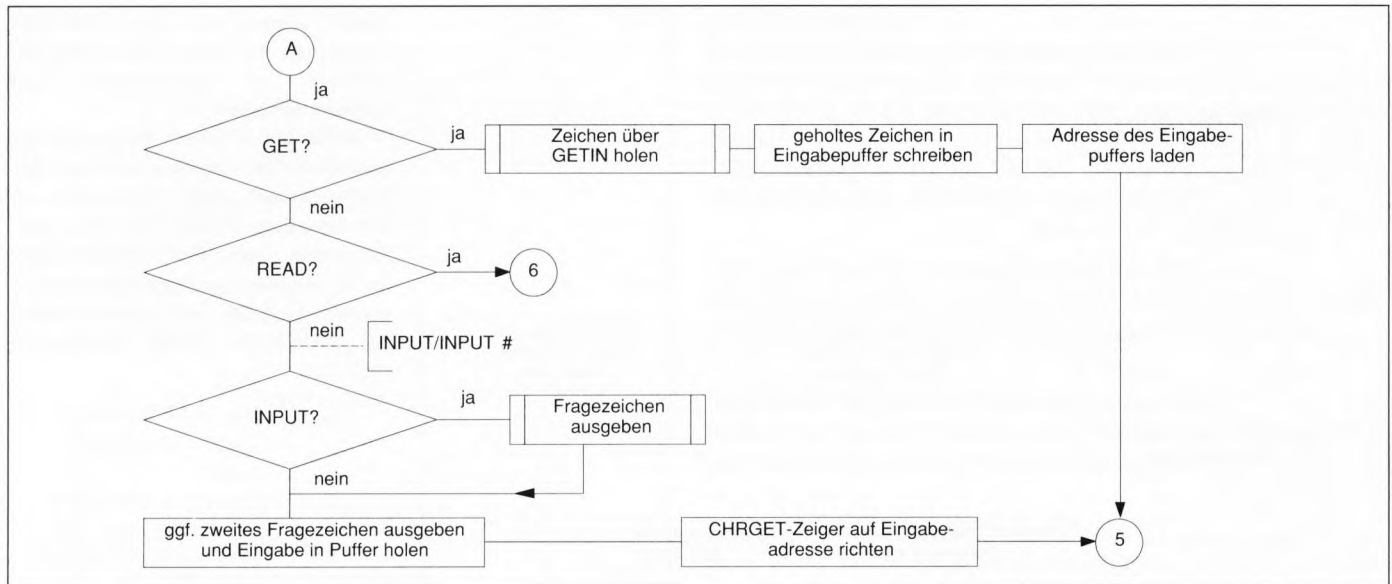 A
ja
GET?
ja
Zeichen über
GETIN holen
geholtes Zeichen in
Eingabepuffer schreiben
Adresse des Eingabe-
puffers laden
nein
READ?
ja
6
nein
INPUT/INPUT #
INPUT?
ja
Fragezeichen
ausgeben
nein
ggf. zweites Fragezeichen ausgeben
und Eingabe in Puffer holen
CHRGET-Zeiger auf Eingabe-
adresse richten
5